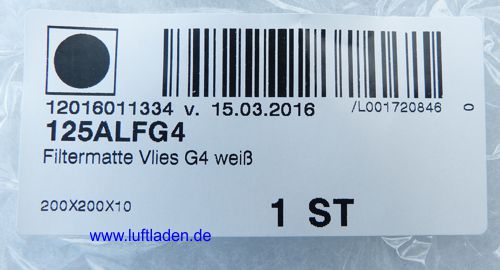 12016011334 v. 15.03.2016 /L001720846 0
125ALFG4
Filtermatte Vlies G4 weiß
200X200X10 1 ST
www.luftladen.de